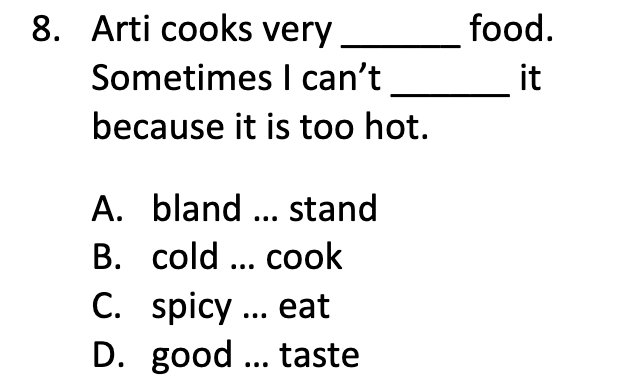 8. Arti cooks very ______ food.
Sometimes I can’t ______ it
because it is too hot.
A. bland ... stand
B. cold ... cook
C. spicy ... eat
D. good ... taste